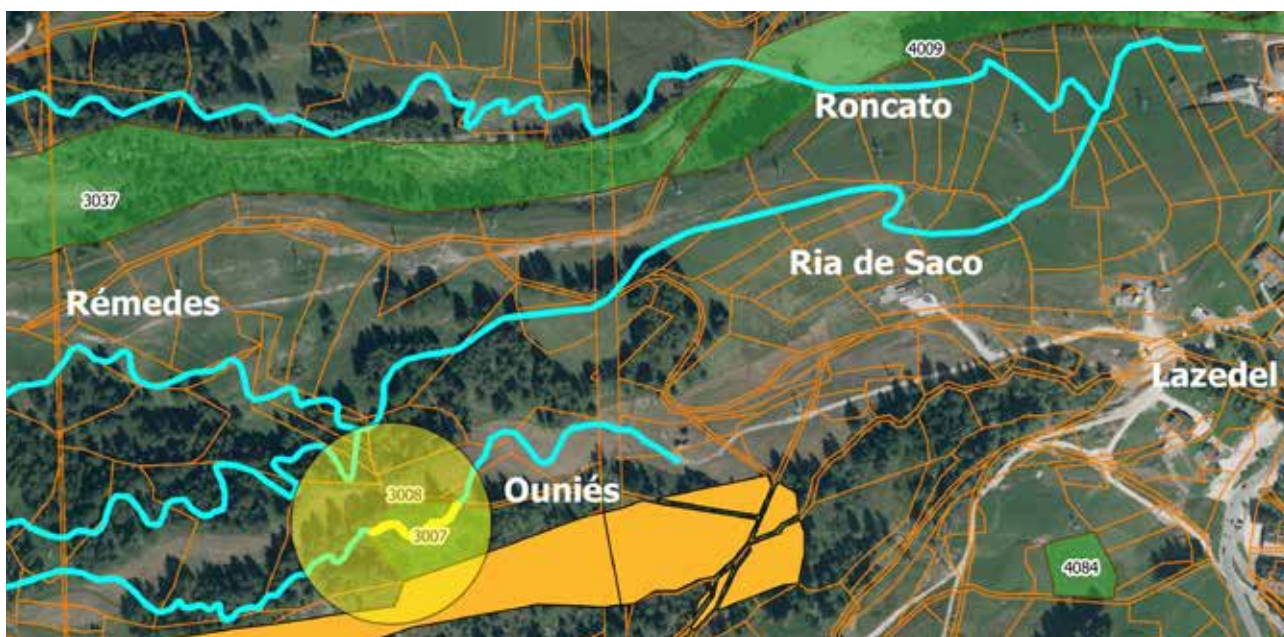 4009
Roncato
3037
Ria de Saco
Rémedes
Lazedel
3008
Ouniés
3007
4084